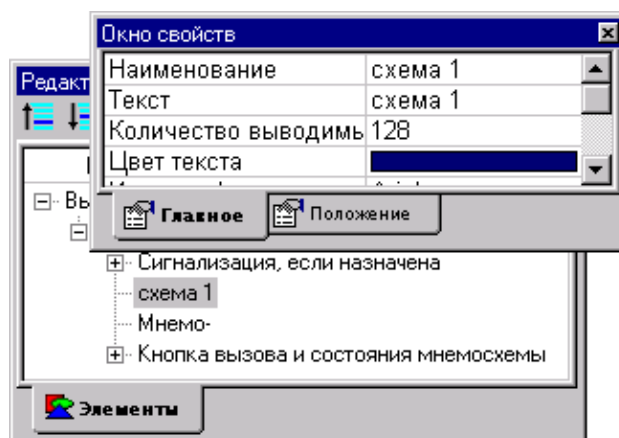 Окно свойств
Наименование схема 1
Текст схема 1
Количество выводимь 128
Цвет текста
Главное Положение
Редакт
Вы
Сигнализация, если назначена
схема 1
Мнемо-
Кнопка вызова и состояния мнемосхемы
Элементы